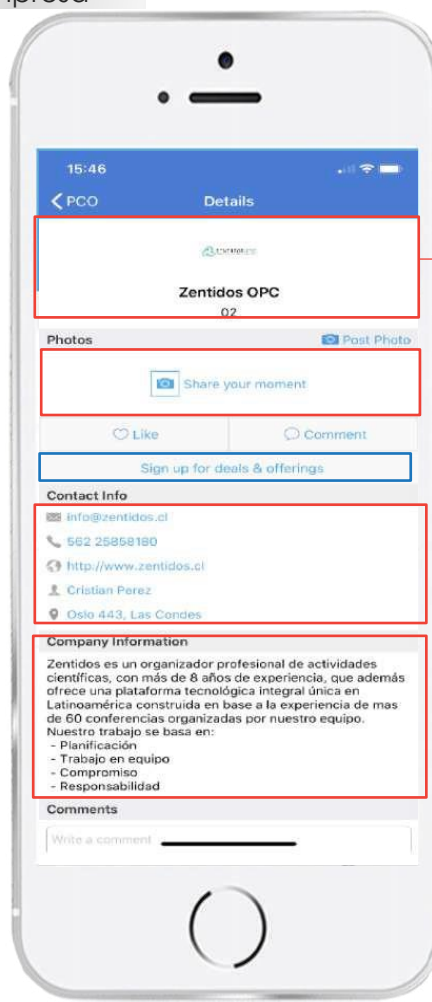 15:46
PCO
Details
Zentidos OPC
02
Photos
Post Photo
Share your moment
Like
Comment
Sign up for deals & offerings
Contact Info
info@zentidos.cl
562 25858180
http://www.zentidos.cl
Cristian Perez
Oslo 443, Las Condes
Company Information
Zentidos es un organizador profesional de actividades
científicas, con más de 8 años de experiencia, que además
ofrece una plataforma tecnológica integral única en
Latinoamérica construida en base a la experiencia de mas
de 60 conferencias organizadas por nuestro equipo.
Nuestro trabajo se basa en:
- Planificación
- Trabajo en equipo
- Compromiso
- Responsabilidad
Comments
Write a comment